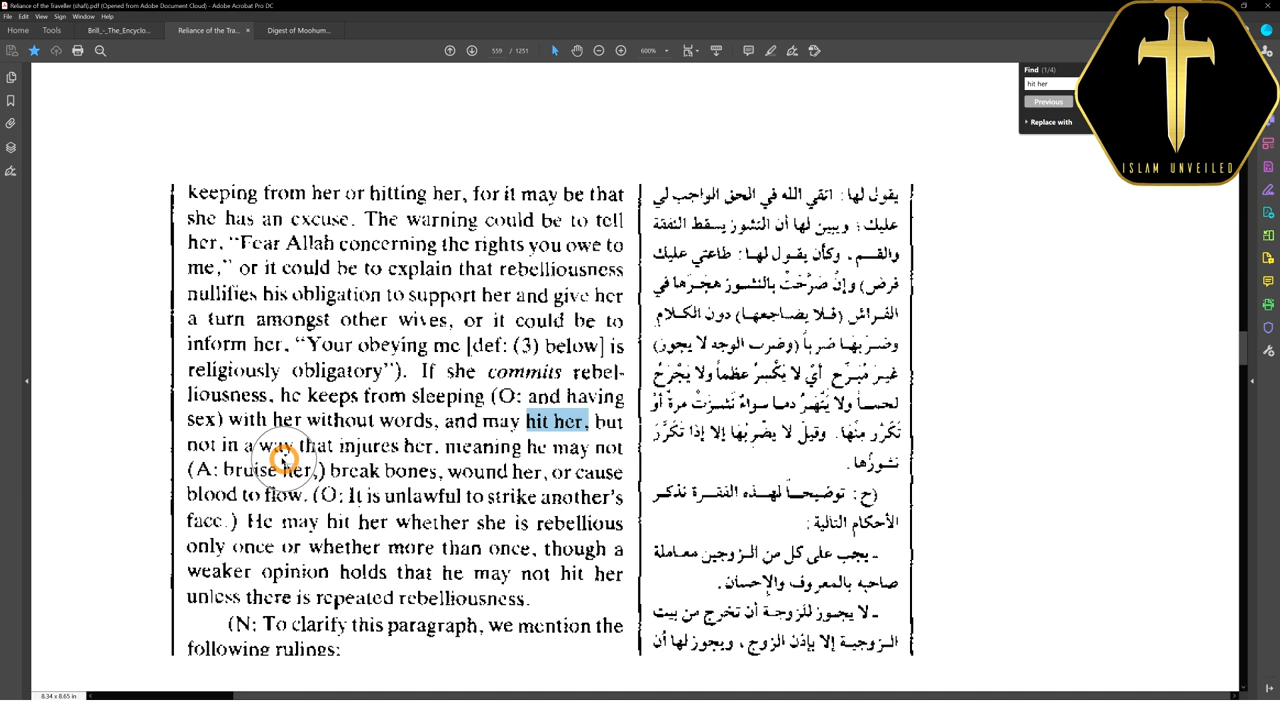 Reliance of the Traveller (shafi).pdf (Opened from Adobe Document Cloud) - Adobe Acrobat Pro DC
File Edit View Sign Window Help
Home Tools Brill_-_The_Encyclo... Reliance of the Tra... × Digest of Moohum...
559 / 1251 600%
Find (1/4)
hit her
Previous
Replace with
ISLAM UNVEILED
keeping from her or hitting her, for it may be that
she has an excuse. The warning could be to tell
her, "Fear Allah concerning the rights you owe to
me," or it could be to explain that rebelliousness
nullifies his obligation to support her and give her
a turn amongst other wives, or it could be to
inform her, "Your obeying me [def: (3) below] is
religiously obligatory"). If she commits rebel-
liousness, he keeps from sleeping (O: and having
sex) with her without words, and may hit her, but
not in a way that injures her, meaning he may not
(A: bruise her,) break bones, wound her, or cause
blood to flow. (O: It is unlawful to strike another's
face.) He may hit her whether she is rebellious
only once or whether more than once, though a
weaker opinion holds that he may not hit her
unless there is repeated rebelliousness.
(N: To clarify this paragraph, we mention the
following rulings:
يقول لها: اتقي الله في الحق الواجب لي
عليك؛ ويبين لها أن النشوز يسقط النفقة
والقسم، وكأن يقول لها: طاعتي عليك
فرض) وإنْ صَرَّحَتْ بالنشوز هجرَها في
الفراش (فلا يضاجعها) دون الكلام
وضربها ضرباً (وضرب الوجه لا يجوز)
غيرَ مُبَرِّح أيْ لا يَكْسِرُ عظماً ولا يَجْرَحُ
لحماً ولا يُنْهِرُ دما سواءٌ نَشَزتْ مرةً أوْ
تكرَّر مِنْها. وقيلَ لا يضْرِبُها إلا إذا تكَرَّرَ
نشوزُها.
(ح: توضيحاً لهذه الفقرة نذكر
الأحكام التالية:
ـ يجب على كل من الزوجين معاملة
صاحبه بالمعروف والإحسان.
ـ لا يجوز للزوجة أن تخرج من بيت
الزوجية إلا بإذن الزوج، ويجوز لها أن
8.34 x 8.65 in